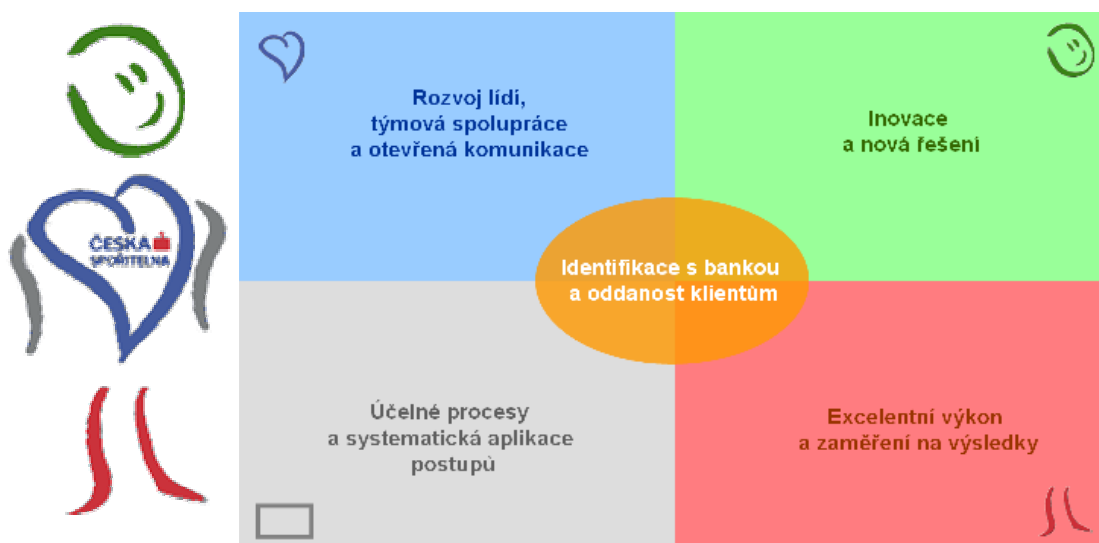 ČESKÁ
SPOŘITELNA
Rozvoj lídí,
týmová spolupráce
a otevřená komunikace
Inovace
a nová řešení
Identifikace s bankou
a oddanost klientům
Účelné procesy
a systematická aplikace
postupů
Excelentní výkon
a zaměření na výsledky